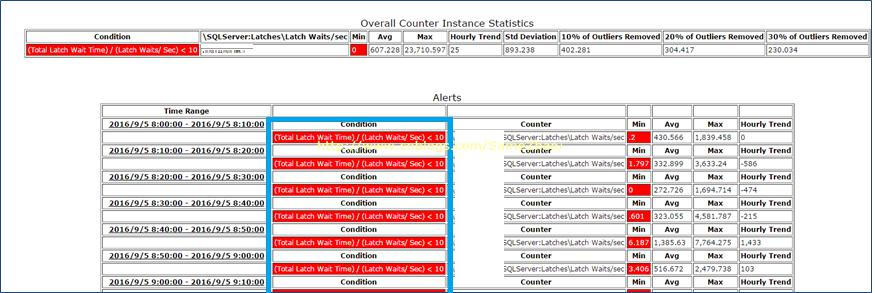 Overall Counter Instance Statistics
Condition \SQLServer:Latches\Latch Waits/sec Min Avg Max Hourly Trend Std Deviation 10% of Outliers Removed 20% of Outliers Removed 30% of Outliers Removed
(Total Latch Wait Time) / (Latch Waits/ Sec) < 10 0 607.228 23,710.597 25 893.238 402.281 304.417 230.034
Alerts
Time Range
2016/9/5 8:00:00 - 2016/9/5 8:10:00 Condition Counter Min Avg Max Hourly Trend
(Total Latch Wait Time) / (Latch Waits/ Sec) < 10 \ SQLServer:Latches\Latch Waits/sec .2 430.566 1,839.458 0
2016/9/5 8:10:00 - 2016/9/5 8:20:00 Condition Counter Min Avg Max Hourly Trend
(Total Latch Wait Time) / (Latch Waits/ Sec) < 10 \ SQLServer:Latches\Latch Waits/sec 1.797 332.899 3,633.24 -586
2016/9/5 8:20:00 - 2016/9/5 8:30:00 Condition Counter Min Avg Max Hourly Trend
(Total Latch Wait Time) / (Latch Waits/ Sec) < 10 \ SQLServer:Latches\Latch Waits/sec 0 272.726 1,694.714 -474
2016/9/5 8:30:00 - 2016/9/5 8:40:00 Condition Counter Min Avg Max Hourly Trend
(Total Latch Wait Time) / (Latch Waits/ Sec) < 10 \ SQLServer:Latches\Latch Waits/sec .601 323.055 4,581.787 -215
2016/9/5 8:40:00 - 2016/9/5 8:50:00 Condition Counter Min Avg Max Hourly Trend
(Total Latch Wait Time) / (Latch Waits/ Sec) < 10 \ SQLServer:Latches\Latch Waits/sec 6.187 1,385.63 7,764.275 1,433
2016/9/5 8:50:00 - 2016/9/5 9:00:00 Condition Counter Min Avg Max Hourly Trend
(Total Latch Wait Time) / (Latch Waits/ Sec) < 10 \ SQLServer:Latches\Latch Waits/sec 3.406 516.672 2,479.738 103
2016/9/5 9:00:00 - 2016/9/5 9:10:00 Condition Counter Min Avg Max Hourly Trend